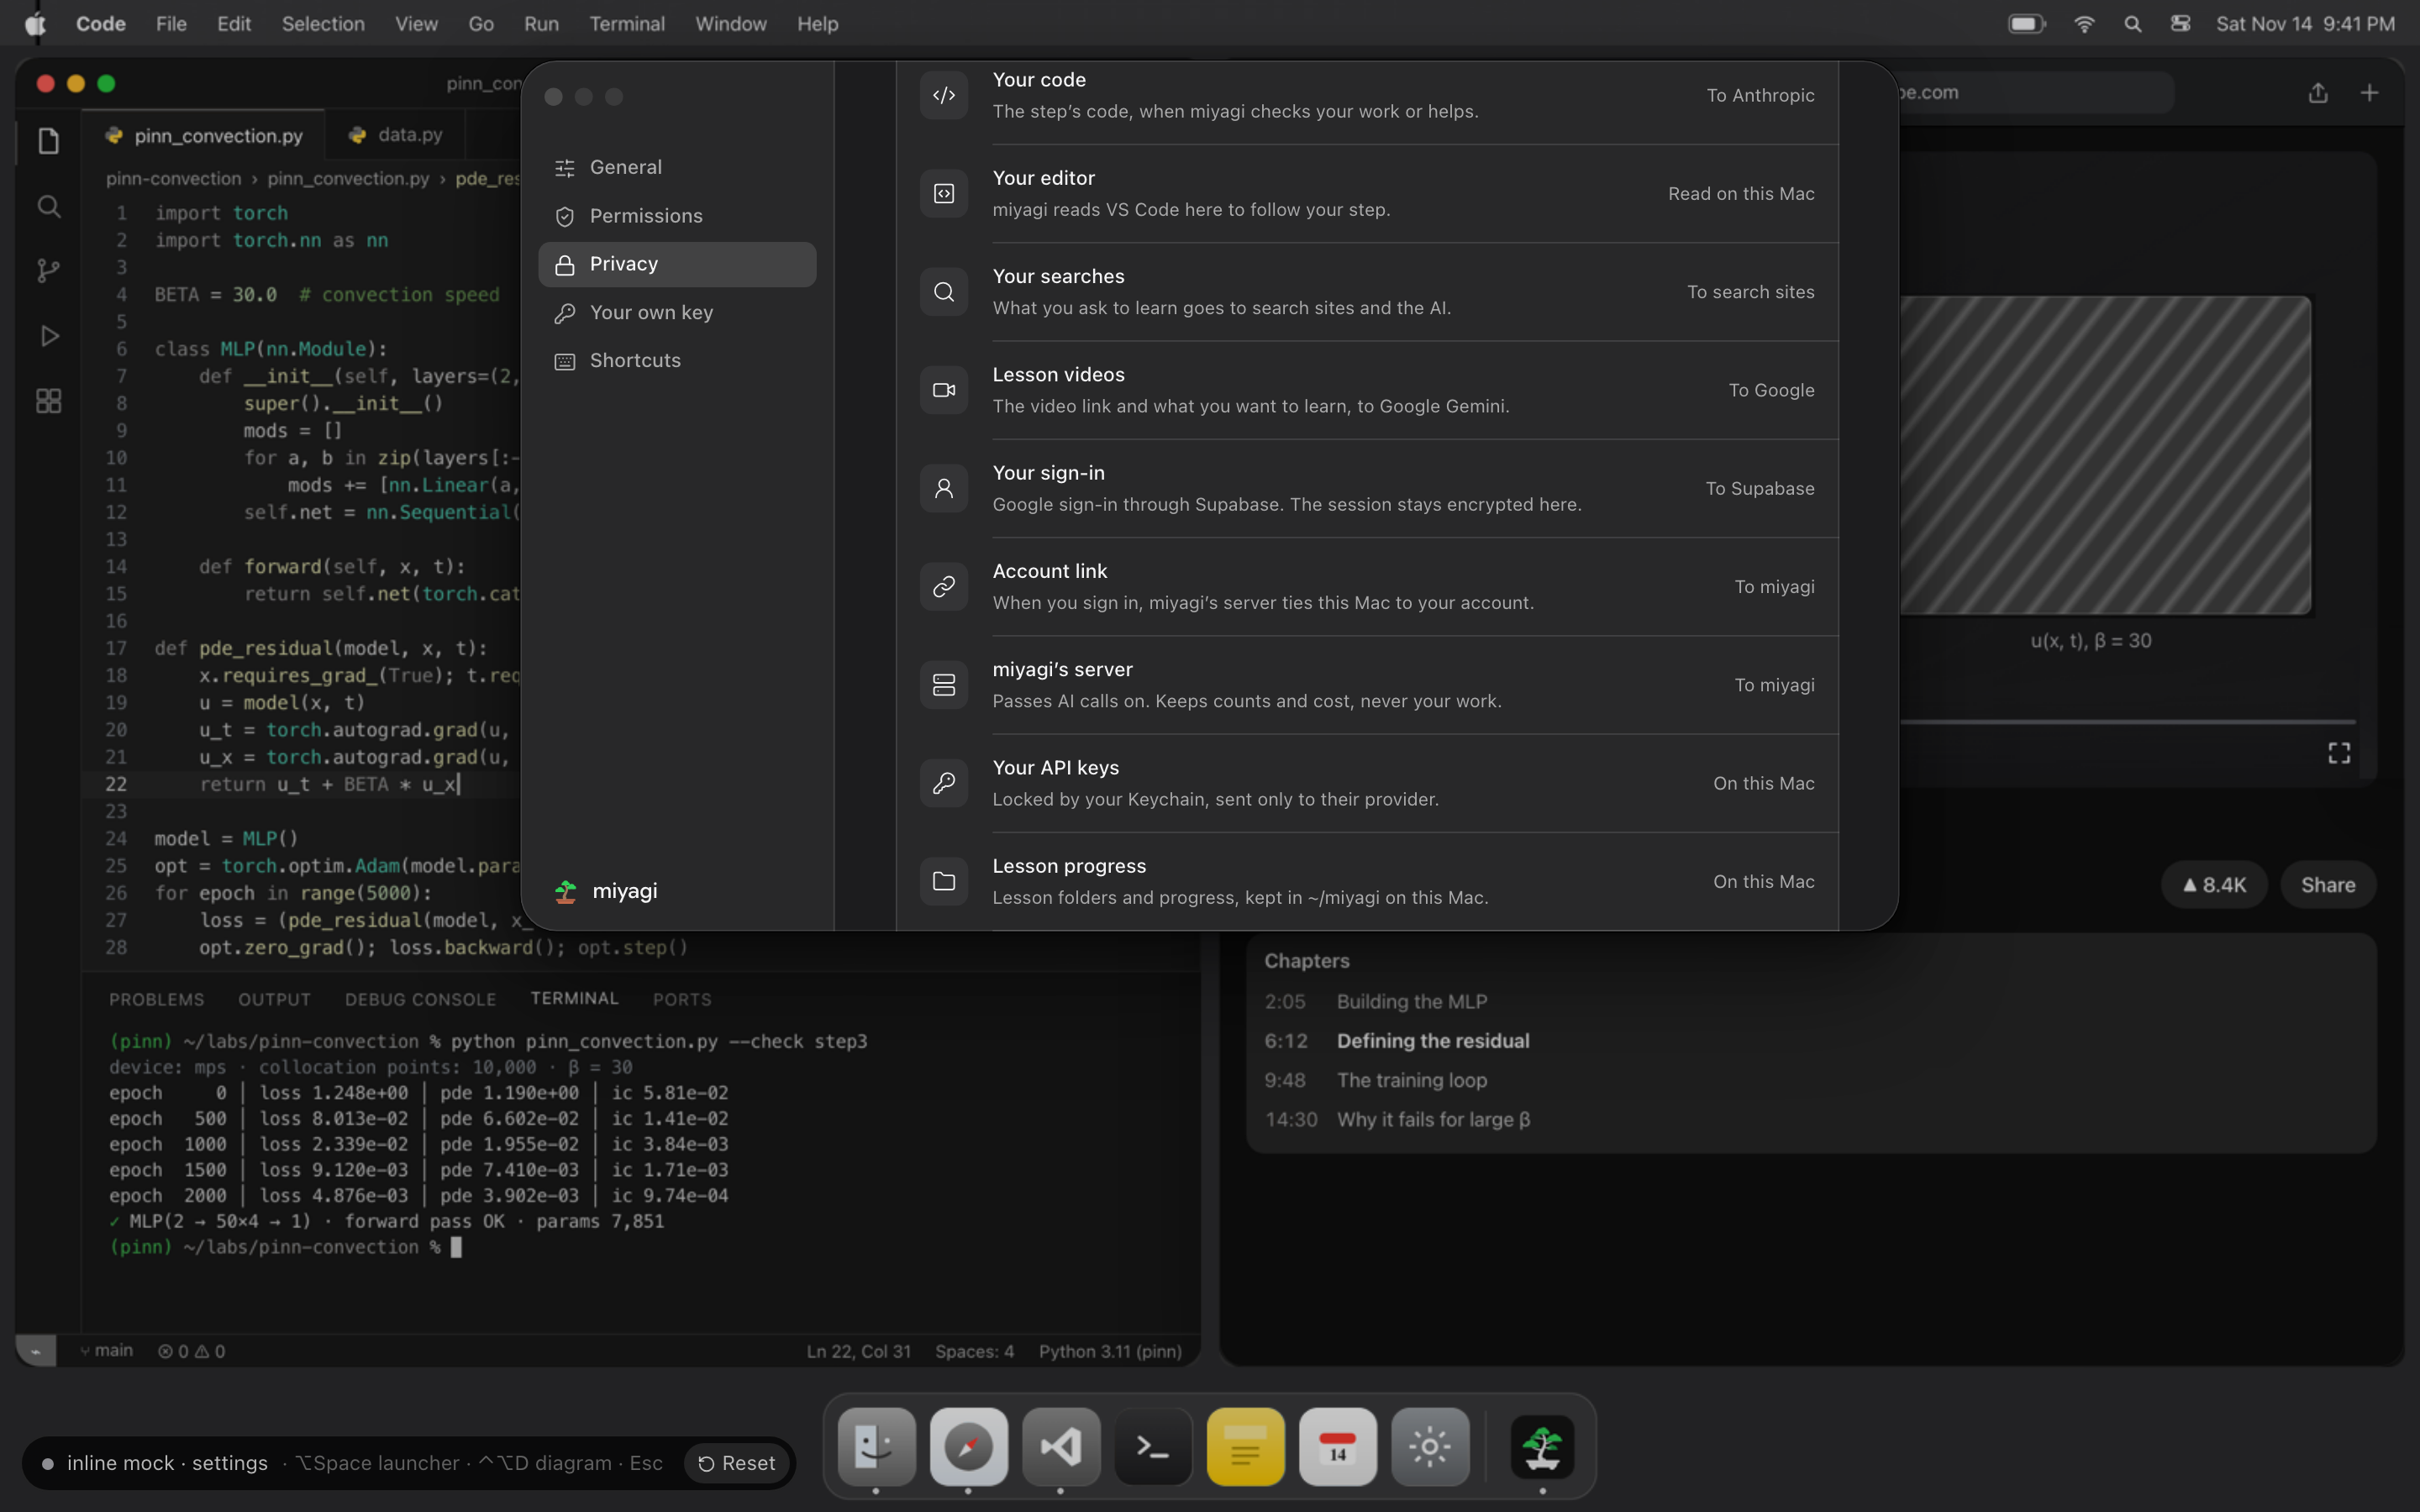 Code File Edit Selection View Go Run Terminal Window Help
Sat Nov 14 9:41 PM
pinn_con
pinn_convection.py
data.py
pinn-convection › pinn_convection.py › pde_res
1 import torch
2 import torch.nn as nn
3
4 BETA = 30.0 # convection speed
5
6 class MLP(nn.Module):
7 def __init__(self, layers=(2,
8 super().__init__()
9 mods = []
10 for a, b in zip(layers[:-
11 mods += [nn.Linear(a,
12 self.net = nn.Sequential(
13
14 def forward(self, x, t):
15 return self.net(torch.cat
16
17 def pde_residual(model, x, t):
18 x.requires_grad_(True); t.req
19 u = model(x, t)
20 u_t = torch.autograd.grad(u,
21 u_x = torch.autograd.grad(u,
22 return u_t + BETA * u_x
23
24 model = MLP()
25 opt = torch.optim.Adam(model.para
26 for epoch in range(5000):
27 loss = (pde_residual(model, x_
28 opt.zero_grad(); loss.backward(); opt.step()
PROBLEMS OUTPUT DEBUG CONSOLE TERMINAL PORTS
(pinn) ~/labs/pinn-convection % python pinn_convection.py --check step3
device: mps · collocation points: 10,000 · β = 30
epoch 0 │ loss 1.248e+00 │ pde 1.190e+00 │ ic 5.81e-02
epoch 500 │ loss 8.013e-02 │ pde 6.602e-02 │ ic 1.41e-02
epoch 1000 │ loss 2.339e-02 │ pde 1.955e-02 │ ic 3.84e-03
epoch 1500 │ loss 9.120e-03 │ pde 7.410e-03 │ ic 1.71e-03
epoch 2000 │ loss 4.876e-03 │ pde 3.902e-03 │ ic 9.74e-04
✓ MLP(2 → 50×4 → 1) · forward pass OK · params 7,851
(pinn) ~/labs/pinn-convection %
main 0 0
Ln 22, Col 31 Spaces: 4 Python 3.11 (pinn)
General
Permissions
Privacy
Your own key
Shortcuts
miyagi
Your code
The step’s code, when miyagi checks your work or helps.
To Anthropic
Your editor
miyagi reads VS Code here to follow your step.
Read on this Mac
Your searches
What you ask to learn goes to search sites and the AI.
To search sites
Lesson videos
The video link and what you want to learn, to Google Gemini.
To Google
Your sign-in
Google sign-in through Supabase. The session stays encrypted here.
To Supabase
Account link
When you sign in, miyagi’s server ties this Mac to your account.
To miyagi
miyagi’s server
Passes AI calls on. Keeps counts and cost, never your work.
To miyagi
Your API keys
Locked by your Keychain, sent only to their provider.
On this Mac
Lesson progress
Lesson folders and progress, kept in ~/miyagi on this Mac.
On this Mac
be.com
u(x, t), β = 30
▲ 8.4K
Share
Chapters
2:05 Building the MLP
6:12 Defining the residual
9:48 The training loop
14:30 Why it fails for large β
inline mock · settings · ⌥Space launcher · ^⌥D diagram · Esc
Reset
14